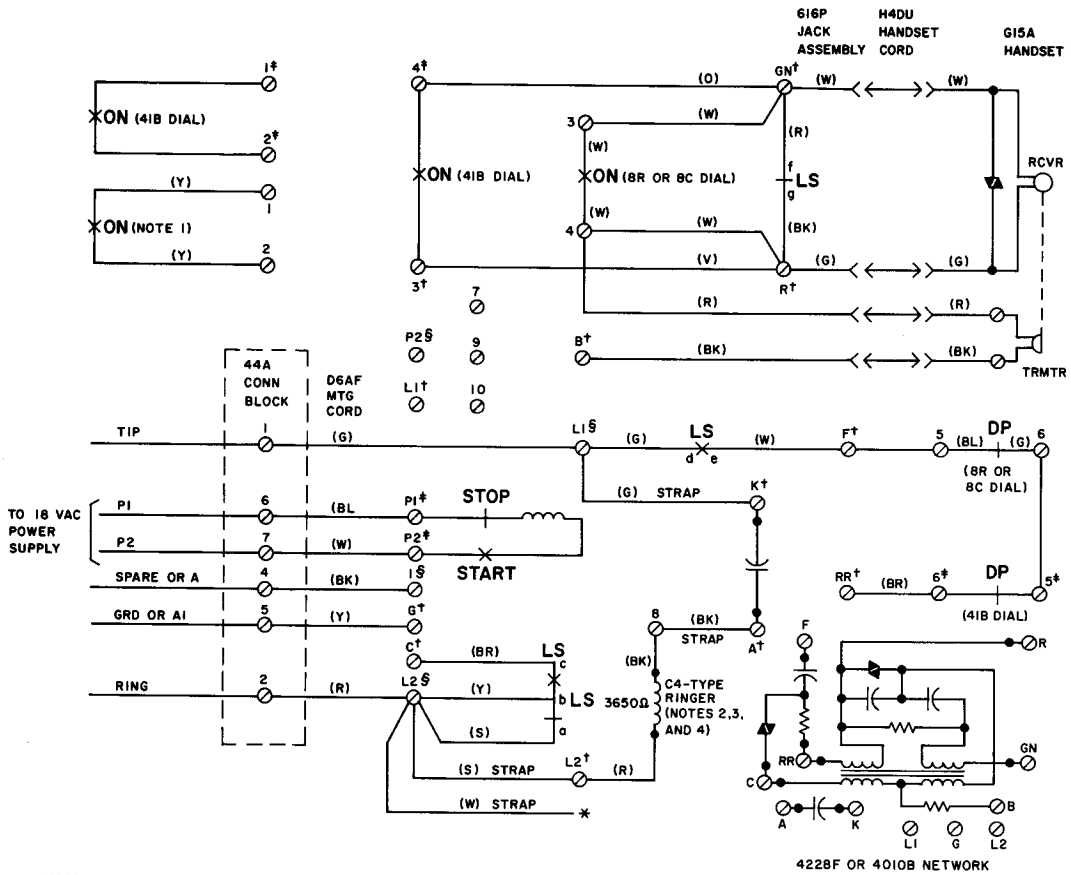 616P
JACK
ASSEMBLY
H4DU
HANDSET
CORD
G15A
HANDSET
1‡
4‡
GN†
(O)
(W)
(W)
ON (41B DIAL)
3
(W)
(R)
2‡
(W)
f
RCVR
ON (41B DIAL)
ON (8R OR 8C DIAL)
LS
(Y)
g
1
ON (NOTE 1)
(W)
(W)
(BK)
4
(Y)
2
(V)
(G)
(G)
3†
R†
7
(R)
(R)
P2§
9
B†
(BK)
(BK)
TRMTR
44A
CONN
BLOCK
D6AF
MTG
CORD
L1†
10
TIP
1
(G)
L1§
(G)
LS
d
e
(W)
F†
5
(BL)
DP
(G)
6
(8R OR
8C DIAL)
(G) STRAP
K†
TO 18 VAC
POWER
SUPPLY
P1
6
(BL
P1‡
STOP
P2
7
(W)
P2‡
START
SPARE OR A
4
(BK)
1§
RR†
(BR)
6‡
DP
5‡
(41B DIAL)
GRD OR A1
5
(Y)
G†
8
(BK)
STRAP
A†
F
R
C†
(BR)
LS
c
(BK)
RING
2
(R)
L2§
(Y)
b
LS
3650Ω
C4-TYPE
RINGER
(NOTES 2,3,
AND 4)
(S)
a
(S) STRAP
L2†
(R)
RR
GN
C
(W) STRAP
*
A
K
B
L1
G
L2
4228F OR 4010B NETWORK